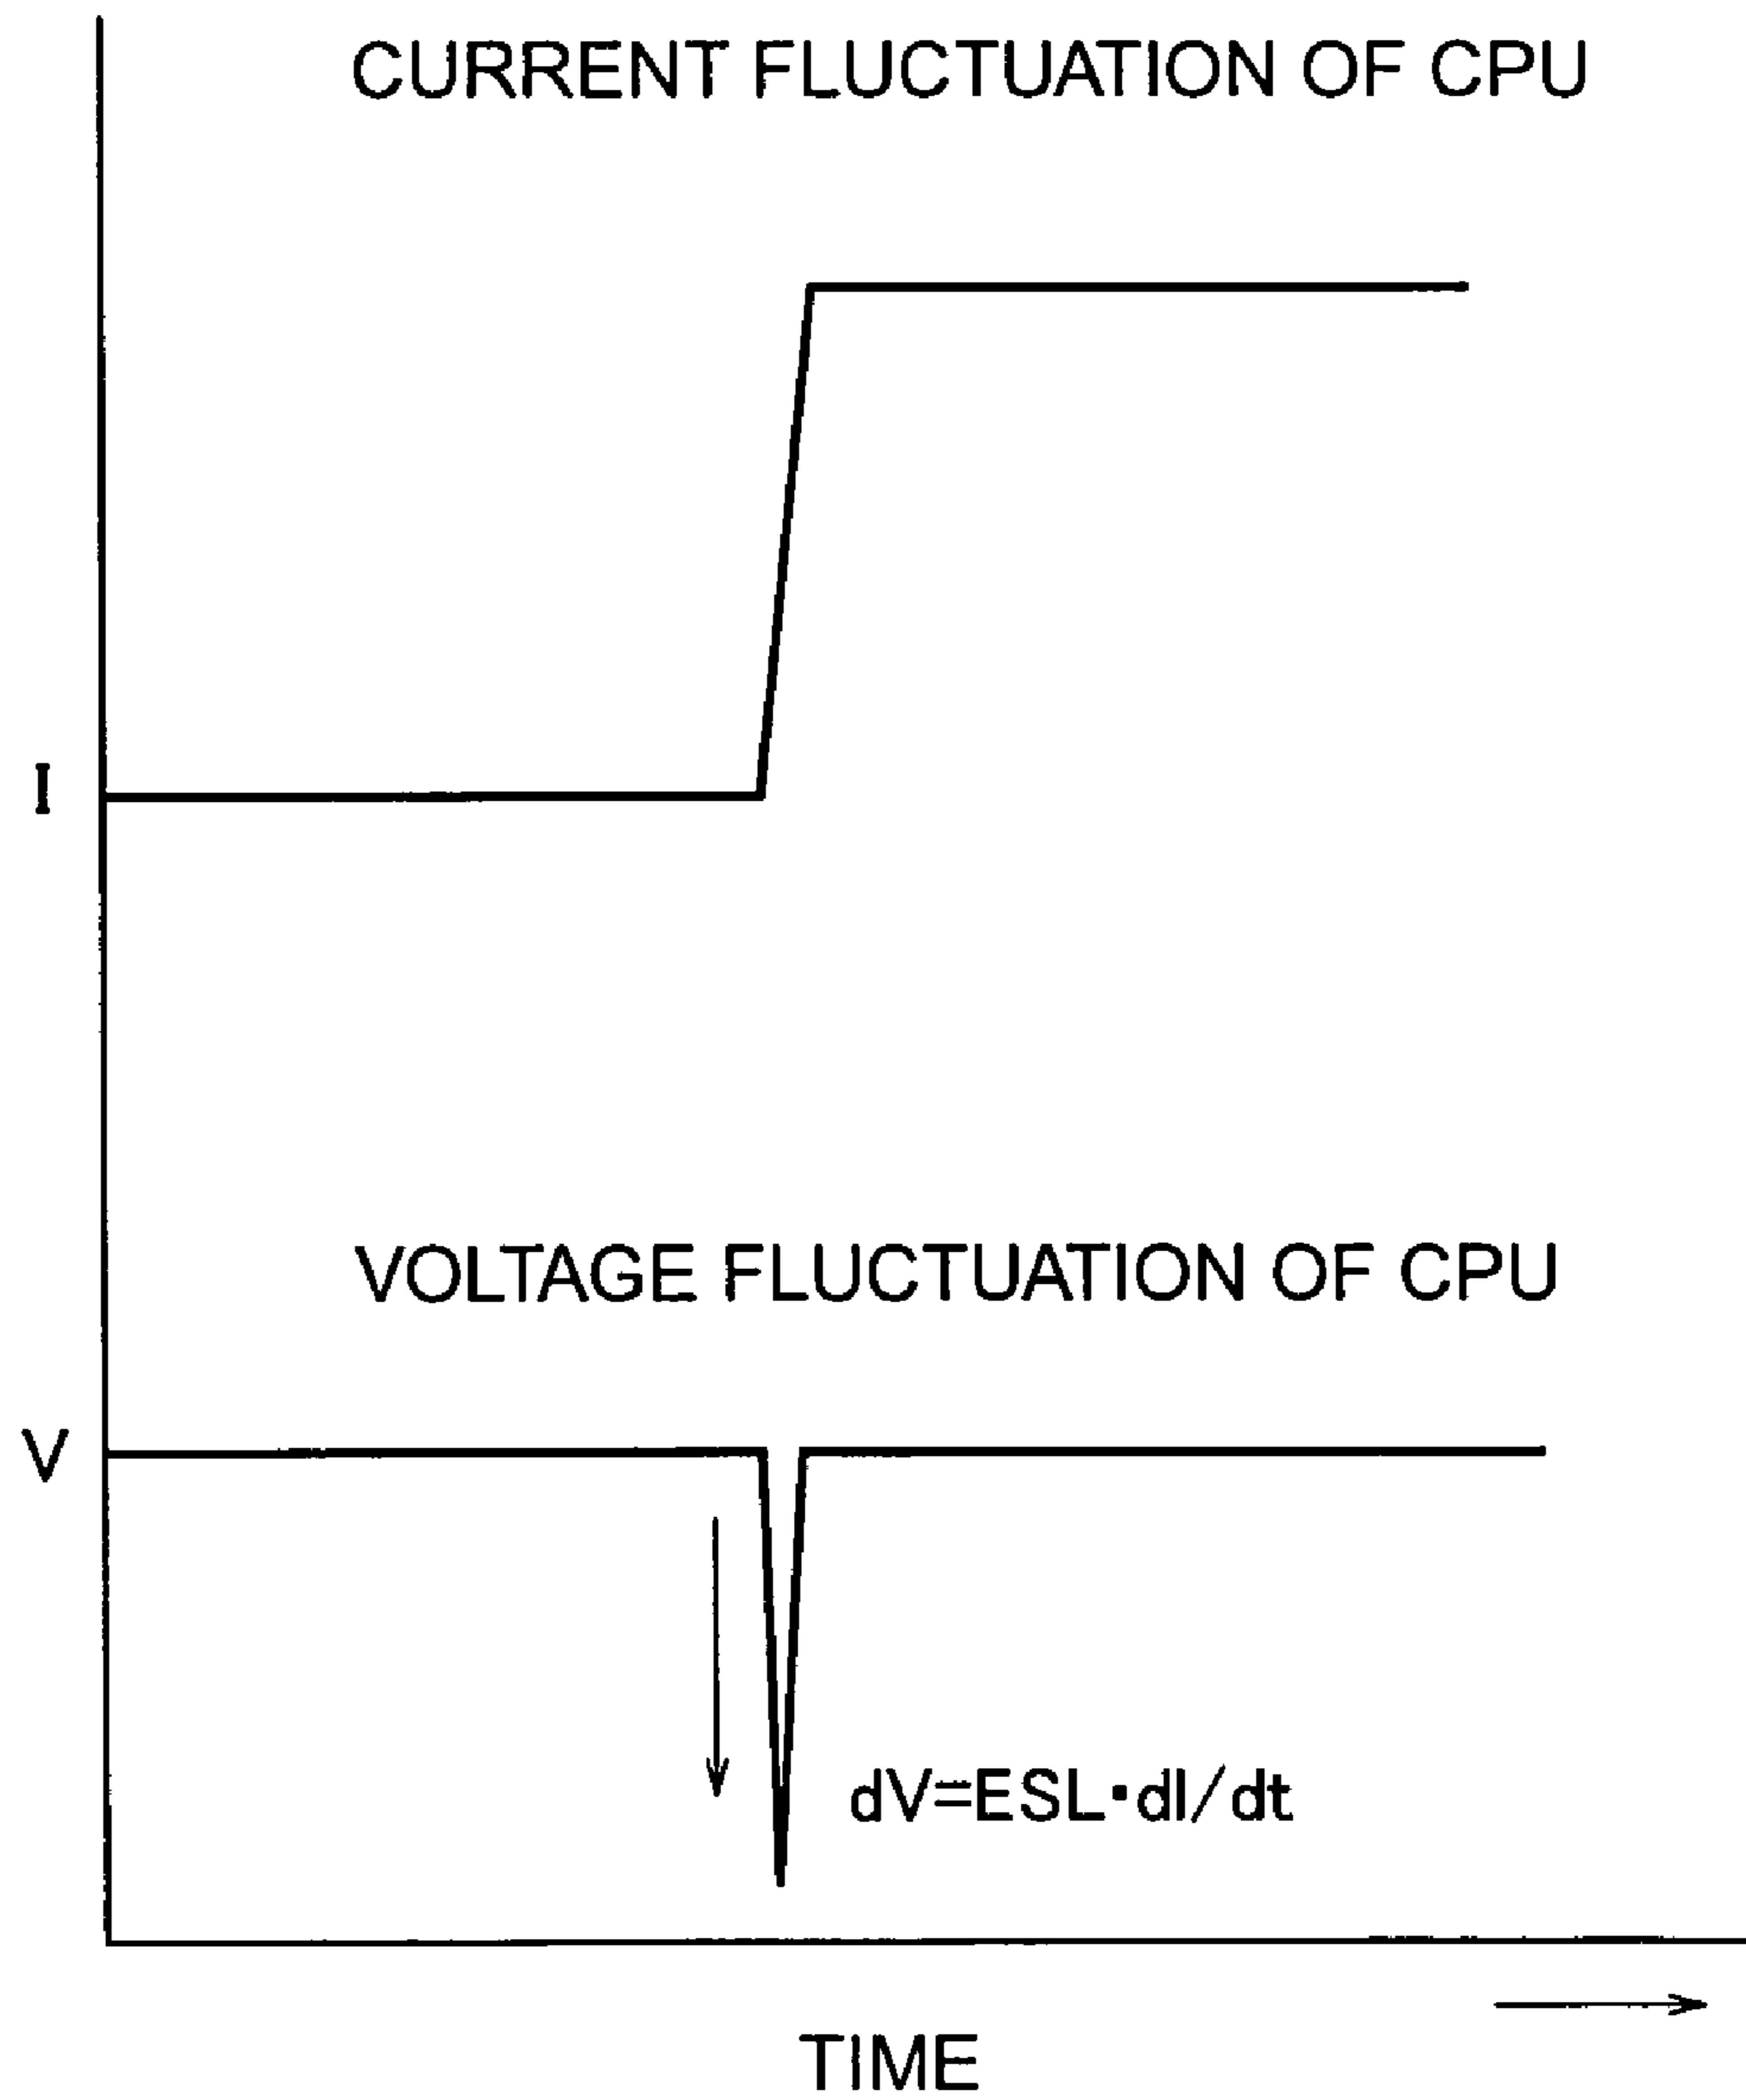 CURRENT FLUCTUATION OF CPU
I
VOLTAGE FLUCTUATION OF CPU
V
dV=ESL・dI/dt
TIME